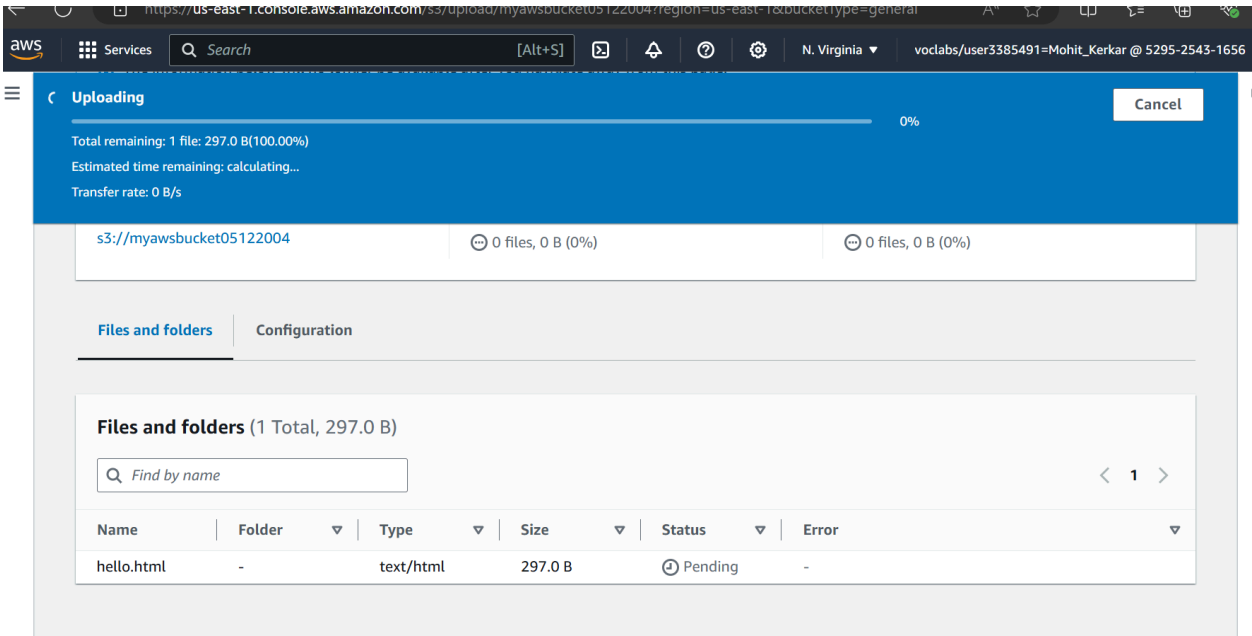 https://us-east-1.console.aws.amazon.com/s3/upload/myawsbucket05122004?region=us-east-1&bucketType=general
aws Services Search [Alt+S] N. Virginia ▼ voclabs/user3385491=Mohit_Kerkar @ 5295-2543-1656
Uploading Cancel
0%
Total remaining: 1 file: 297.0 B(100.00%)
Estimated time remaining: calculating...
Transfer rate: 0 B/s
s3://myawsbucket05122004 0 files, 0 B (0%) 0 files, 0 B (0%)
Files and folders Configuration
Files and folders (1 Total, 297.0 B)
Find by name 1
Name Folder Type Size Status Error
hello.html - text/html 297.0 B Pending -